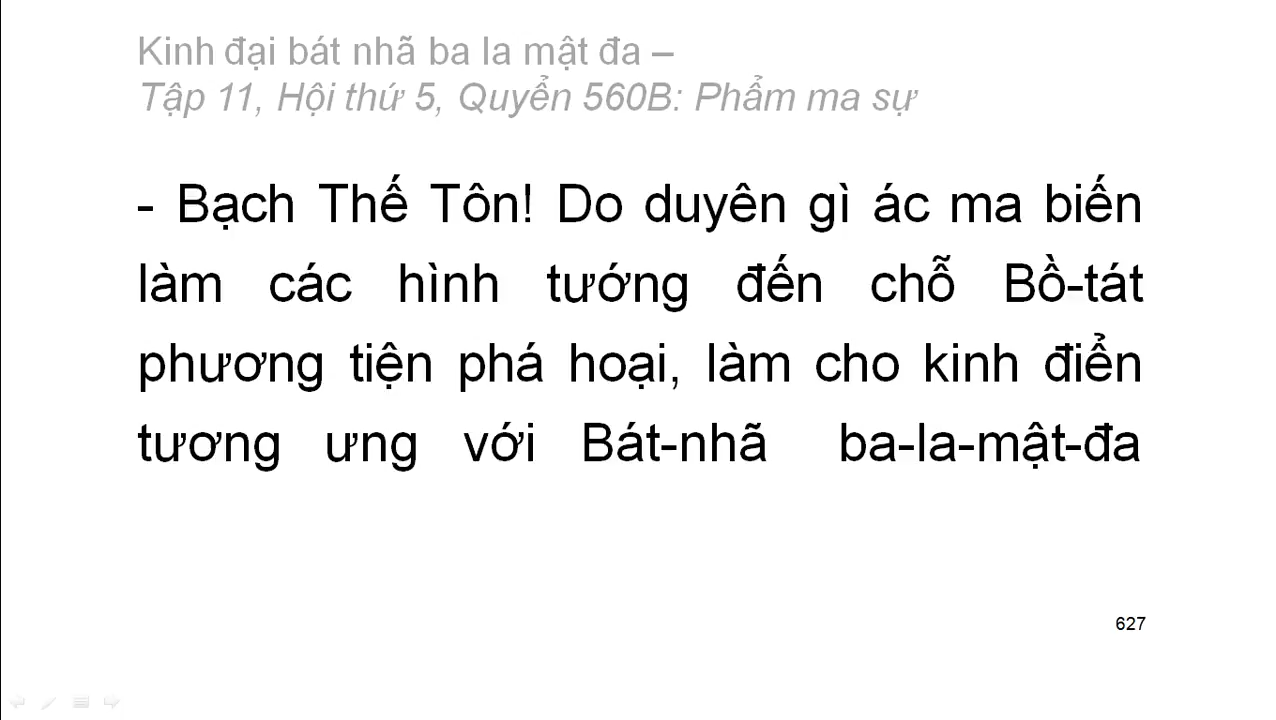 Kinh đại bát nhã ba la mật đa –
Tập 11, Hội thứ 5, Quyển 560B: Phẩm ma sự
- Bạch Thế Tôn! Do duyên gì ác ma biến
làm các hình tướng đến chỗ Bồ-tát
phương tiện phá hoại, làm cho kinh điển
tương ưng với Bát-nhã ba-la-mật-đa
627